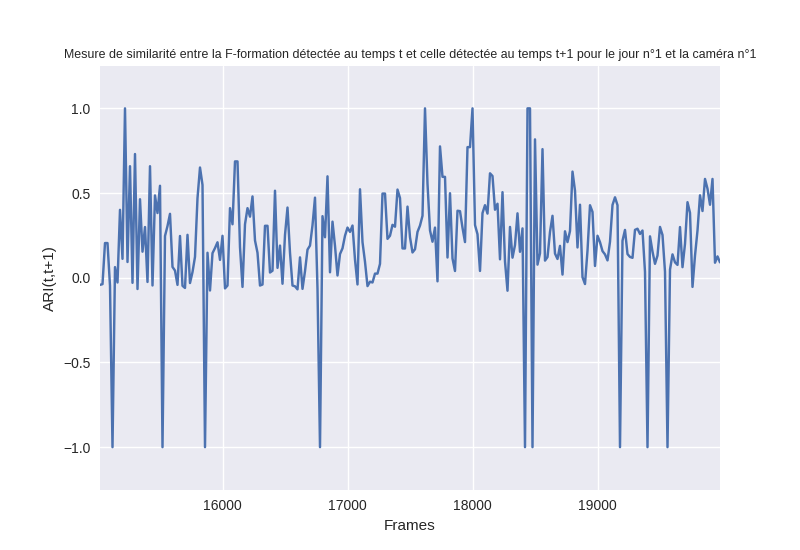 Mesure de similarité entre la F-formation détectée au temps t et celle détectée au temps t+1 pour le jour n°1 et la caméra n°1
1.0
0.5
0.0
−0.5
−1.0
ARI(t,t+1)
16000 17000 18000 19000
Frames